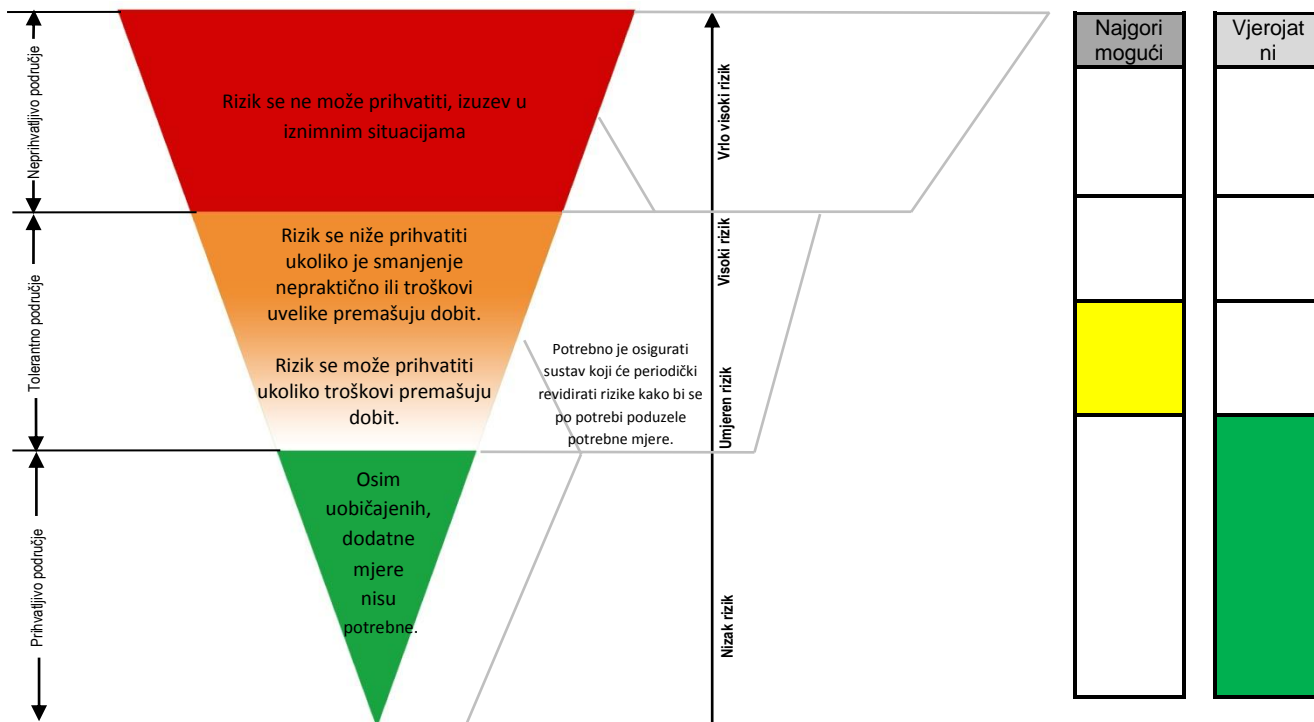 Neprihvatljivo područje
Tolerantno područje
Prihvatljivo područje
Rizik se ne može prihvatiti, izuzev u
iznimnim situacijama
Rizik se niže prihvatiti
ukoliko je smanjenje
nepraktično ili troškovi
uvelike premašuju dobit.
Rizik se može prihvatiti
ukoliko troškovi premašuju
dobit.
Osim
uobičajenih,
dodatne
mjere
nisu
potrebne.
Potrebno je osigurati
sustav koji će periodički
revidirati rizike kako bi se
po potrebi poduzele
potrebne mjere.
Vrlo visoki rizik
Visoki rizik
Umjeren rizik
Nizak rizik
Najgori
mogući
Vjerojat
ni